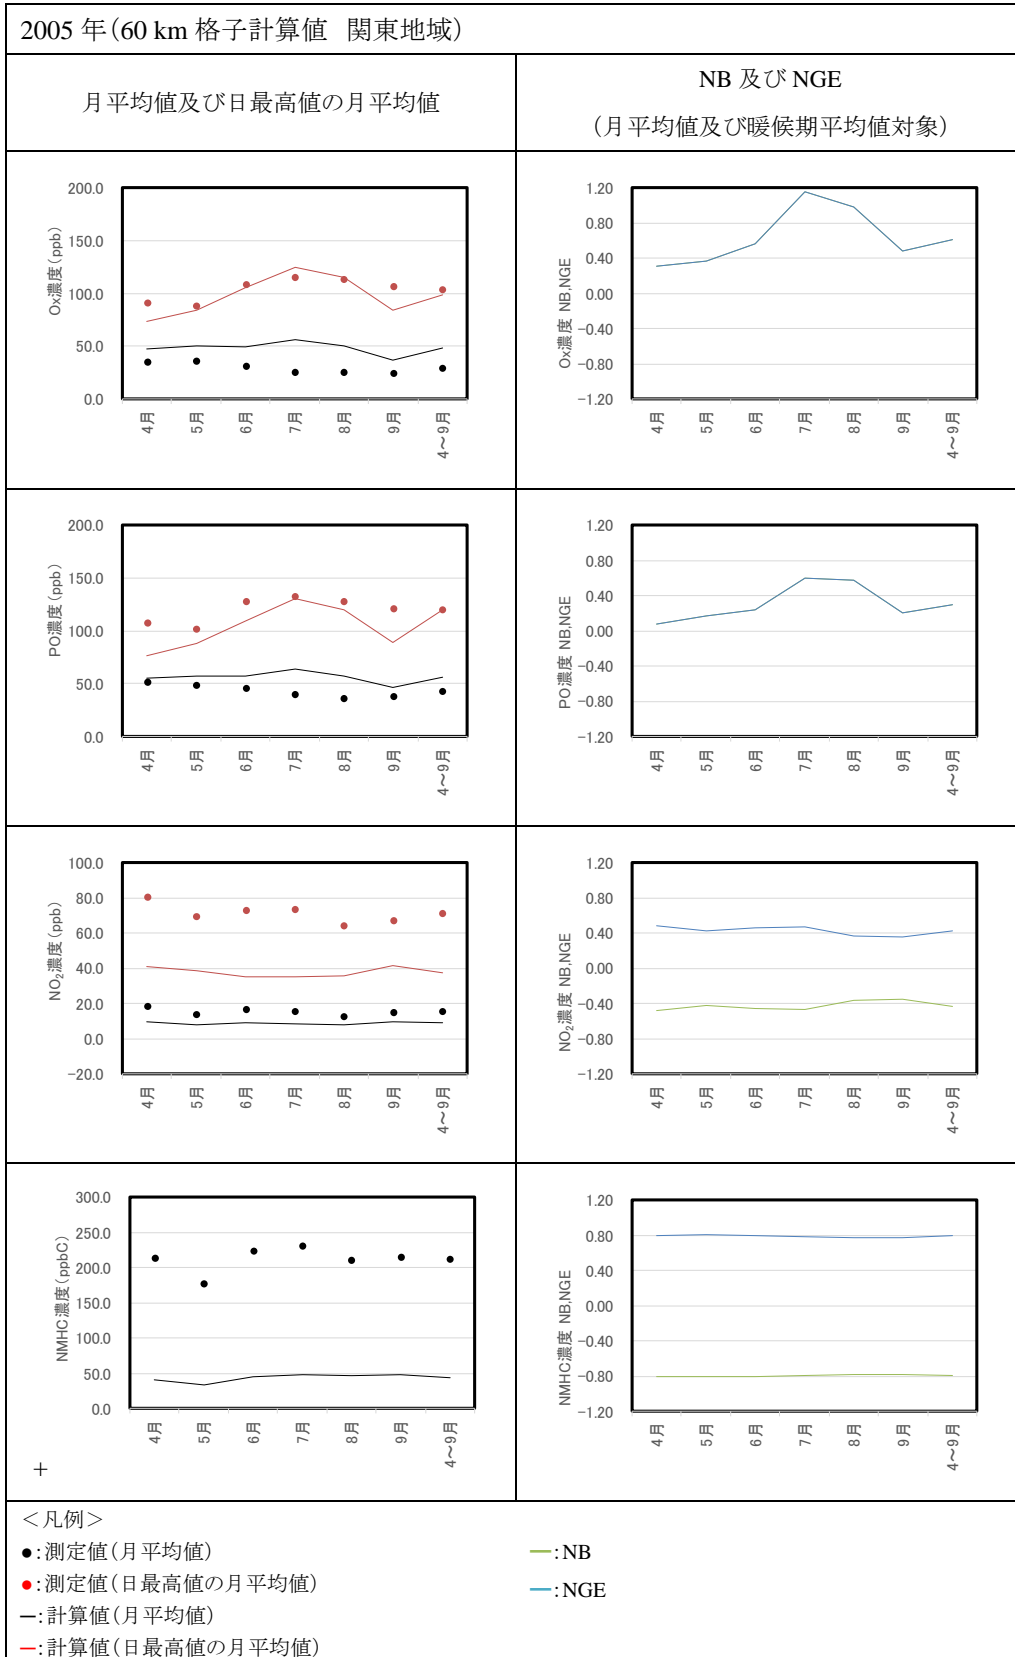 2005 年(60 km 格子計算値　関東地域)
月平均値及び日最高値の月平均値
NB 及び NGE
(月平均値及び暖候期平均値対象)
Ox濃度(ppb)
200.0
150.0
100.0
50.0
0.0
4月 5月 6月 7月 8月 9月 4～9月
Ox濃度 NB,NGE
1.20
0.80
0.40
0.00
−0.40
−0.80
−1.20
4月 5月 6月 7月 8月 9月 4～9月
PO濃度(ppb)
200.0
150.0
100.0
50.0
0.0
4月 5月 6月 7月 8月 9月 4～9月
PO濃度 NB,NGE
1.20
0.80
0.40
0.00
−0.40
−0.80
−1.20
4月 5月 6月 7月 8月 9月 4～9月
NO₂濃度(ppb)
100.0
80.0
60.0
40.0
20.0
0.0
−20.0
4月 5月 6月 7月 8月 9月 4～9月
NO₂濃度 NB,NGE
1.20
0.80
0.40
0.00
−0.40
−0.80
−1.20
4月 5月 6月 7月 8月 9月 4～9月
NMHC濃度(ppbC)
300.0
250.0
200.0
150.0
100.0
50.0
0.0
4月 5月 6月 7月 8月 9月 4～9月
+
NMHC濃度 NB,NGE
1.20
0.80
0.40
0.00
−0.40
−0.80
−1.20
4月 5月 6月 7月 8月 9月 4～9月
＜凡例＞
●:測定値(月平均値)
●:測定値(日最高値の月平均値)
―:計算値(月平均値)
―:計算値(日最高値の月平均値)
―:NB
―:NGE